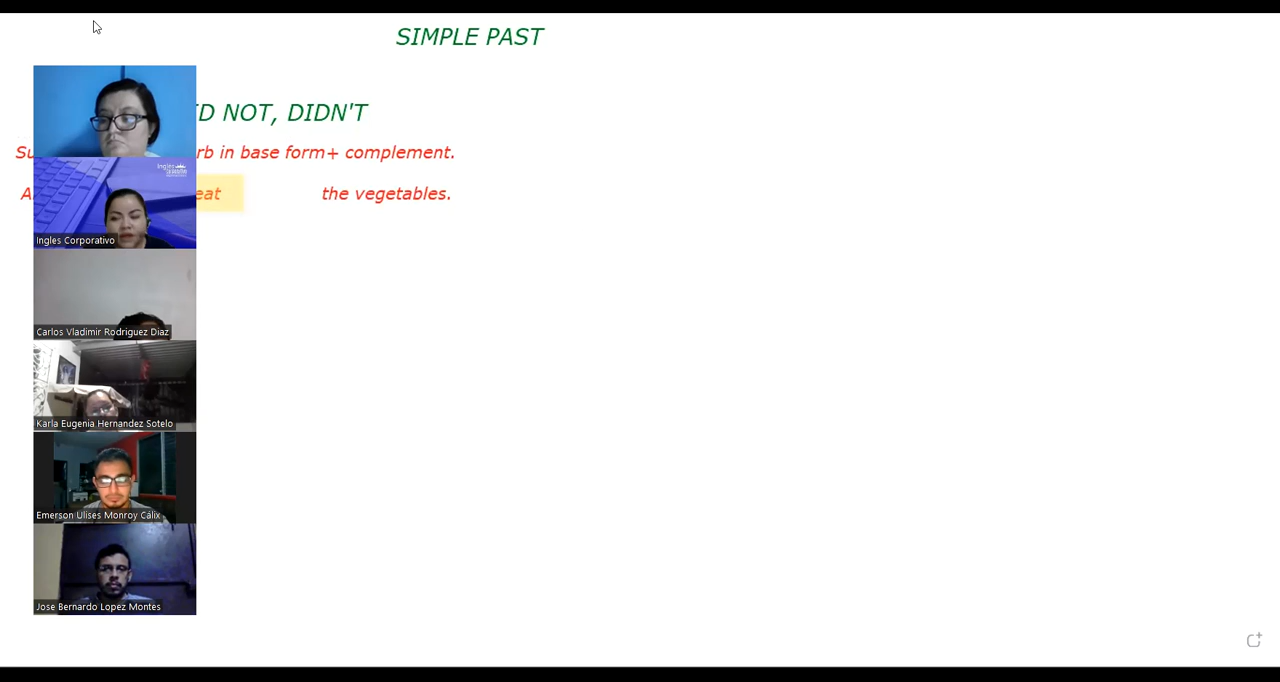 SIMPLE PAST
D NOT, DIDN'T
Su rb in base form+ complement.
A eat the vegetables.
Ingles Corporativo
Carlos Vladimir Rodriguez Diaz
Karla Eugenia Hernandez Sotelo
Emerson Ulises Monroy Cálix
Jose Bernardo Lopez Montes